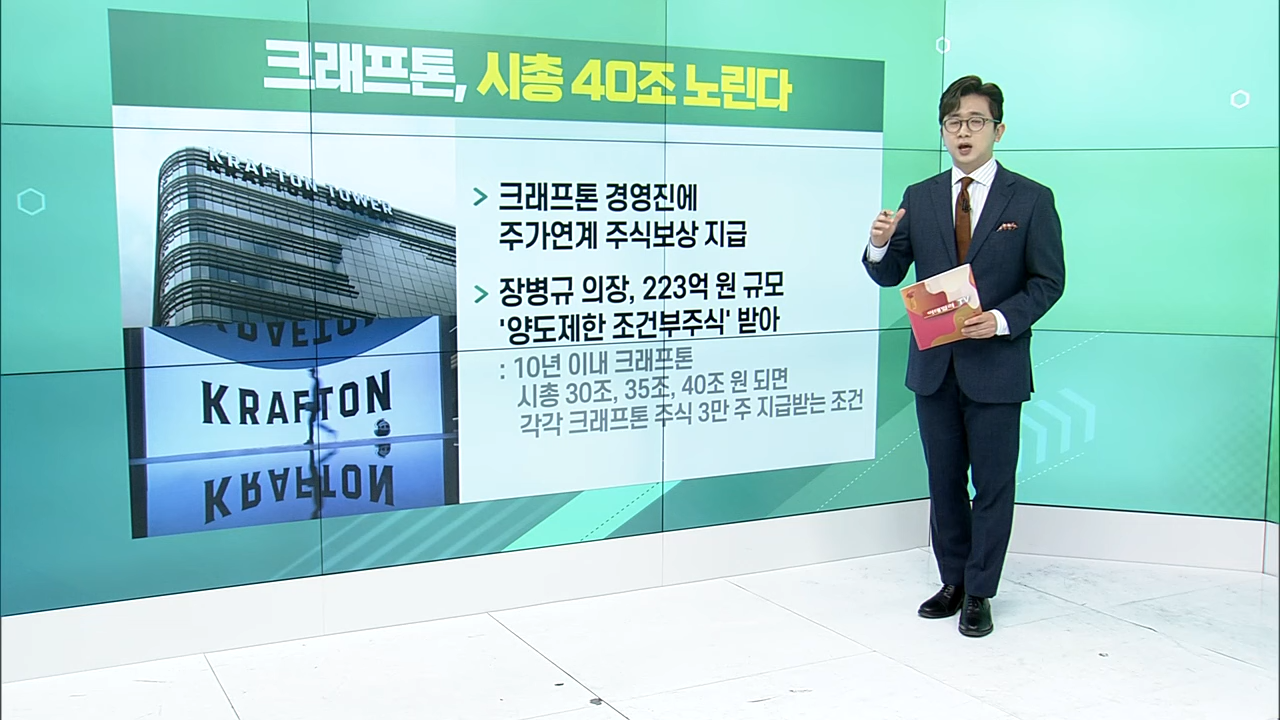 크래프톤, 시총 40조 노린다
KRAFTON TOWER
> 크래프톤 경영진에
주가연계 주식보상 지급
> 장병규 의장, 223억 원 규모
'양도제한 조건부주식' 받아
: 10년 이내 크래프톤
시총 30조, 35조, 40조 원 되면
각각 크래프톤 주식 3만 주 지급받는 조건
KRAFTON
KRAFTON
KRAFTON
TV